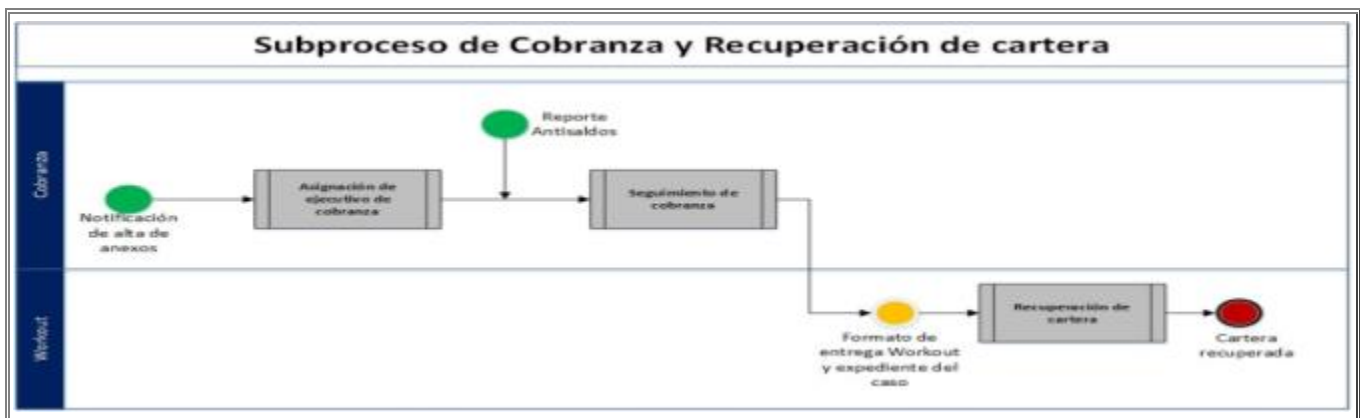 Subproceso de Cobranza y Recuperación de cartera
Cobranza
Reporte
Antisaldos
Notificación
de alta de
anexos
Asignación de
ejecutivo de
cobranza
Seguimiento de
cobranza
Workout
Formato de
entrega Workout
y expediente del
caso
Recuperación de
cartera
Cartera
recuperada